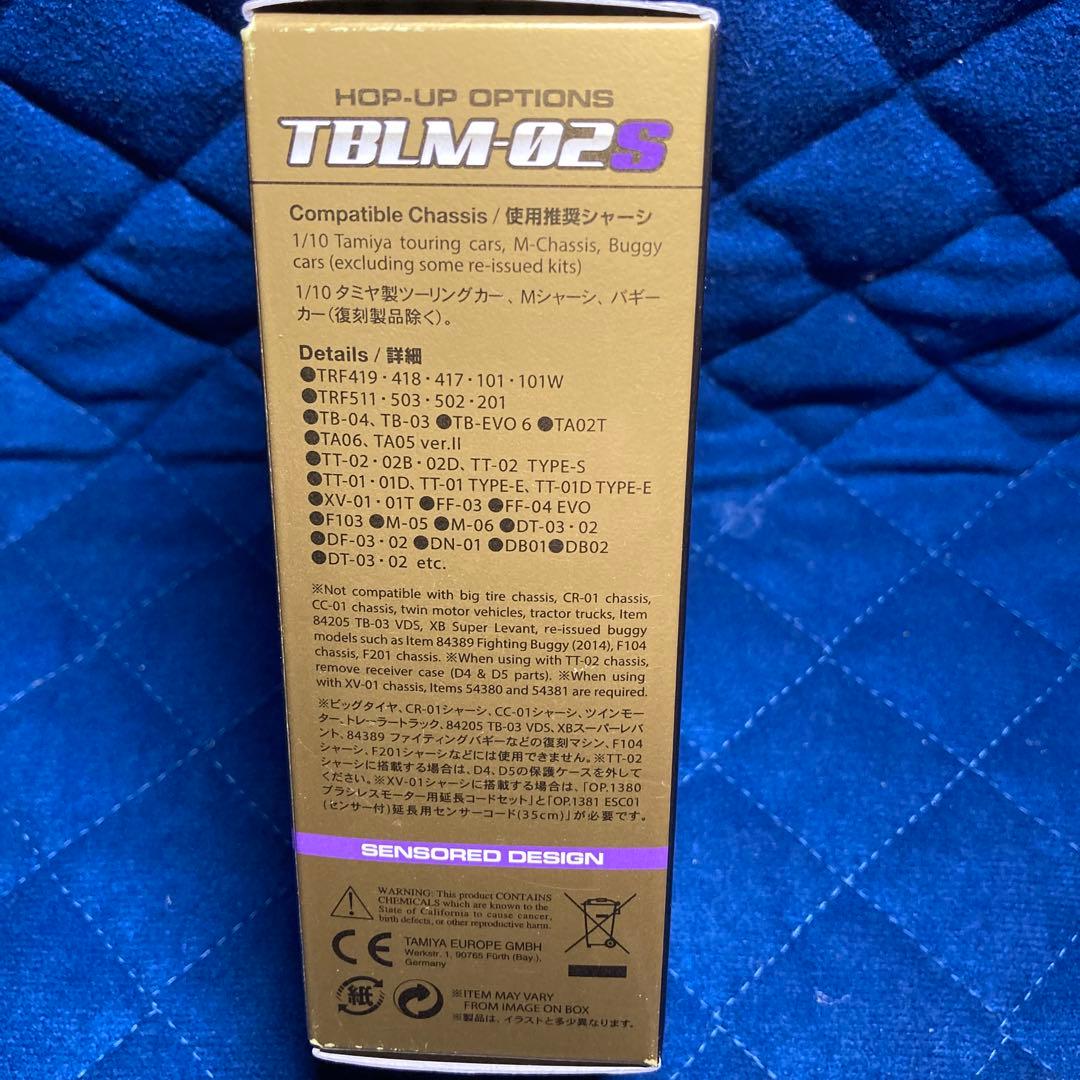 HOP-UP OPTIONS
TBLM-02S
Compatible Chassis / 使用推奨シャーシ
1/10 Tamiya touring cars, M-Chassis, Buggy
cars (excluding some re-issued kits)
1/10 タミヤ製ツーリングカー、Mシャーシ、バギー
カー(復刻製品除く)。
Details / 詳細
●TRF419・418・417・101・101W
●TRF511・503・502・201
●TB-04、TB-03 ●TB-EVO 6 ●TA02T
●TA06、TA05 ver.II
●TT-02・02B・02D、TT-02 TYPE-S
●TT-01・01D、TT-01 TYPE-E、TT-01D TYPE-E
●XV-01・01T ●FF-03 ●FF-04 EVO
●F103 ●M-05 ●M-06 ●DT-03・02
●DF-03・02 ●DN-01 ●DB01●DB02
●DT-03・02 etc.
※Not compatible with big tire chassis, CR-01 chassis,
CC-01 chassis, twin motor vehicles, tractor trucks, Item
84205 TB-03 VDS, XB Super Levant, re-issued buggy
models such as Item 84389 Fighting Buggy (2014), F104
chassis, F201 chassis. ※When using with TT-02 chassis,
remove receiver case (D4 & D5 parts). ※When using
with XV-01 chassis, Items 54380 and 54381 are required.
※ビッグタイヤ、CR-01シャーシ、CC-01シャーシ、ツインモー
ター、トレーラートラック、84205 TB-03 VDS、XBスーパーレバ
ント、84389 ファイティングバギーなどの復刻マシン、F104
シャーシ、F201シャーシなどには使用できません。※TT-02
シャーシに搭載する場合は、D4、D5の保護ケースを外して
ください。※XV-01シャーシに搭載する場合は、「OP.1380
ブラシレスモーター用延長コードセット」と「OP.1381 ESC01
(センサー付)延長用センサーコード(35cm)」が必要です。
SENSORED DESIGN
WARNING: This product CONTAINS
CHEMICALS which are known to the
State of California to cause cancer,
birth defects, or other reproductive harm.
CE
TAMIYA EUROPE GMBH
Werkstr. 1, 90765 Fürth (Bay.),
Germany
紙
※ITEM MAY VARY
FROM IMAGE ON BOX
※製品は、イラストと多少異なります。